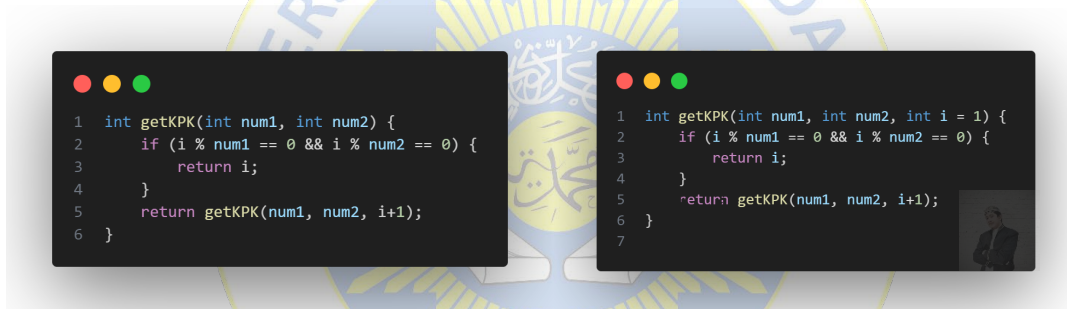 1 int getKPK(int num1, int num2) {
2 if (i % num1 == 0 && i % num2 == 0) {
3 return i;
4 }
5 return getKPK(num1, num2, i+1);
6 }
1 int getKPK(int num1, int num2, int i = 1) {
2 if (i % num1 == 0 && i % num2 == 0) {
3 return i;
4 }
5 return getKPK(num1, num2, i+1);
6 }
7